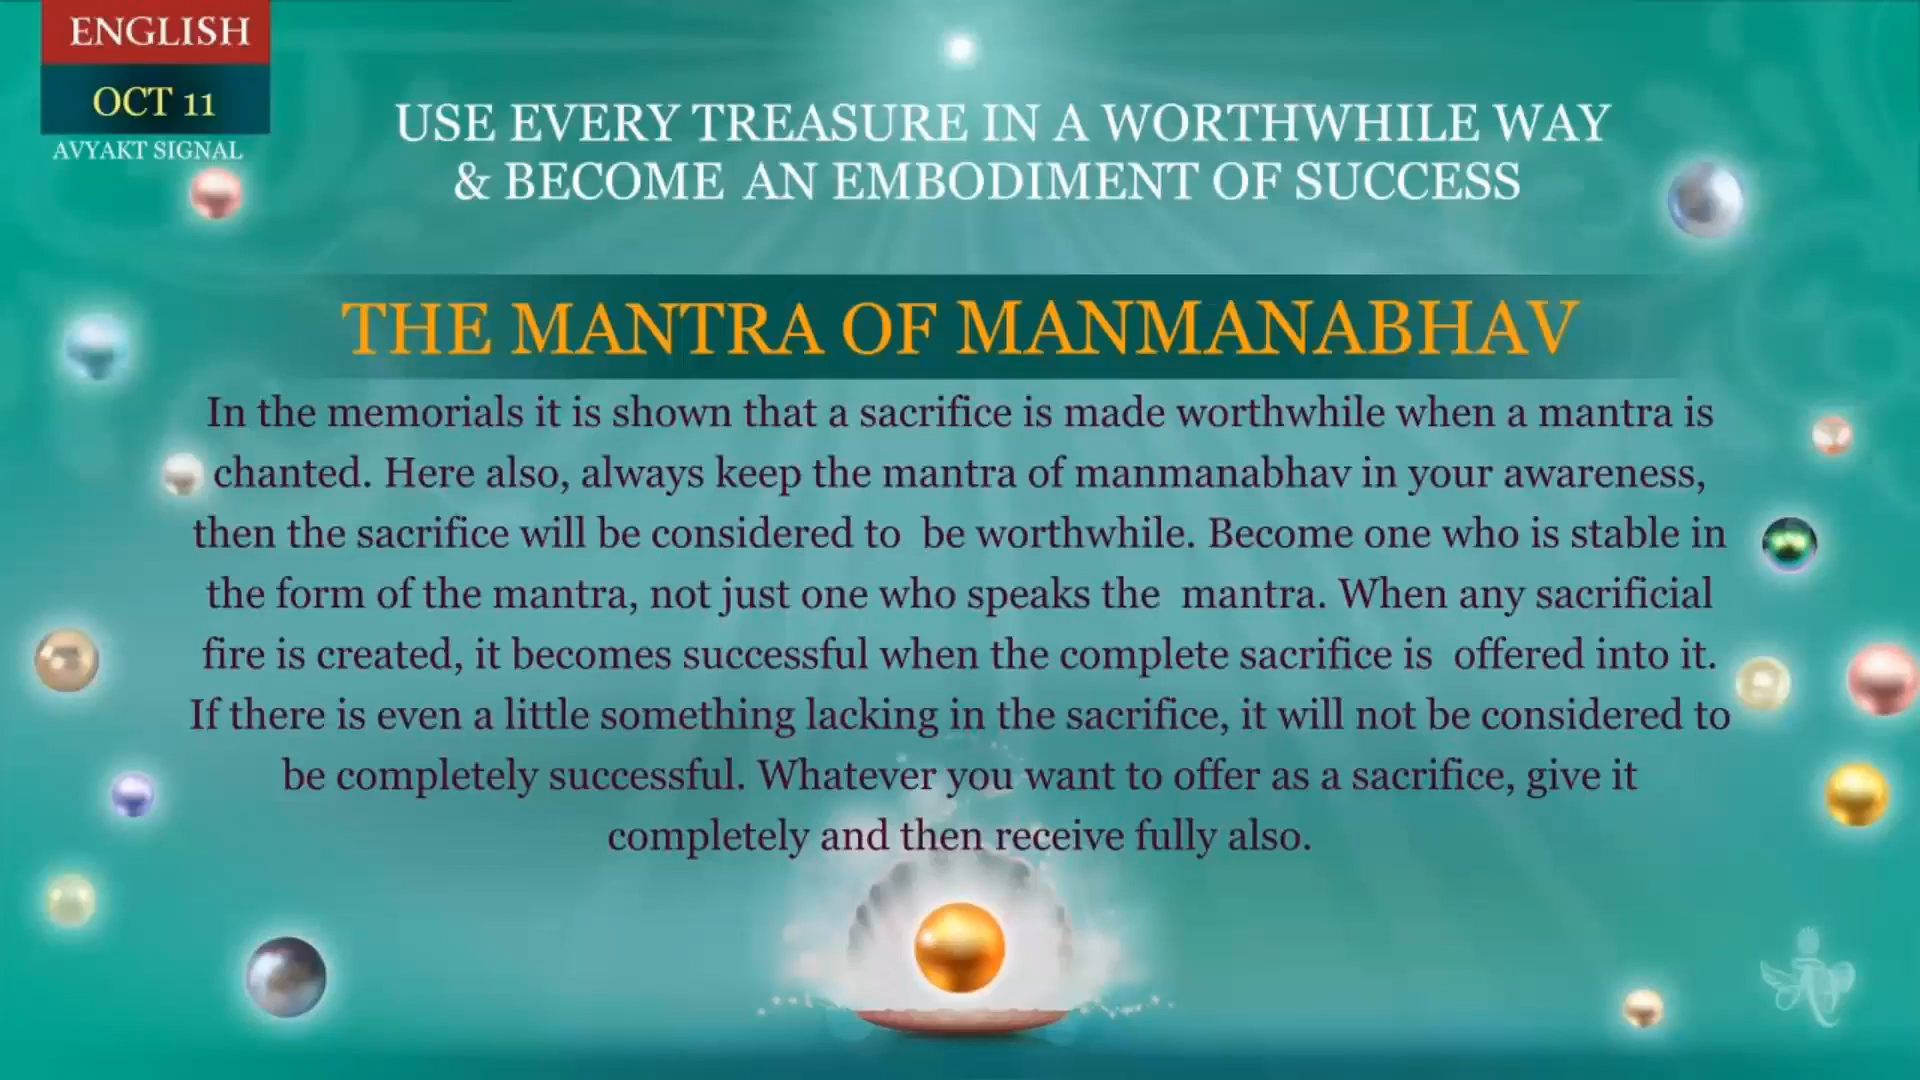 ENGLISH
OCT 11
AVYAKT SIGNAL
USE EVERY TREASURE IN A WORTHWHILE WAY
& BECOME AN EMBODIMENT OF SUCCESS
THE MANTRA OF MANMANABHAV
In the memorials it is shown that a sacrifice is made worthwhile when a mantra is
chanted. Here also, always keep the mantra of manmanabhav in your awareness,
then the sacrifice will be considered to be worthwhile. Become one who is stable in
the form of the mantra, not just one who speaks the mantra. When any sacrificial
fire is created, it becomes successful when the complete sacrifice is offered into it.
If there is even a little something lacking in the sacrifice, it will not be considered to
be completely successful. Whatever you want to offer as a sacrifice, give it
completely and then receive fully also.